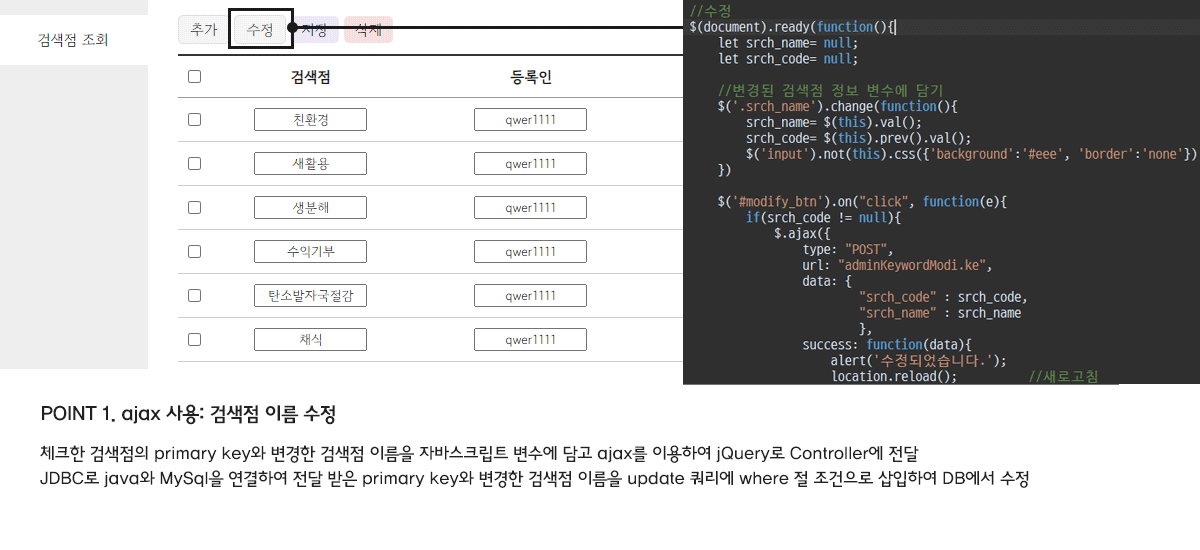 검색점 조회
추가
수정
저장
삭제
검색점 등록인
친환경 qwer1111
새활용 qwer1111
생분해 qwer1111
수익기부 qwer1111
탄소발자국절감 qwer1111
채식 qwer1111
//수정
$(document).ready(function(){
let srch_name= null;
let srch_code= null;
//변경된 검색점 정보 변수에 담기
$('.srch_name').change(function(){
srch_name= $(this).val();
srch_code= $(this).prev().val();
$('input').not(this).css({'background':'#eee', 'border':'none'})
})
$('#modify_btn').on("click", function(e){
if(srch_code != null){
$.ajax({
type: "POST",
url: "adminKeywordModi.ke",
data: {
"srch_code" : srch_code,
"srch_name" : srch_name
},
success: function(data){
alert('수정되었습니다.');
location.reload(); //새로고침
POINT 1. ajax 사용: 검색점 이름 수정
체크한 검색점의 primary key와 변경한 검색점 이름을 자바스크립트 변수에 담고 ajax를 이용하여 jQuery로 Controller에 전달
JDBC로 java와 MySql을 연결하여 전달 받은 primary key와 변경한 검색점 이름을 update 쿼리에 where 절 조건으로 삽입하여 DB에서 수정